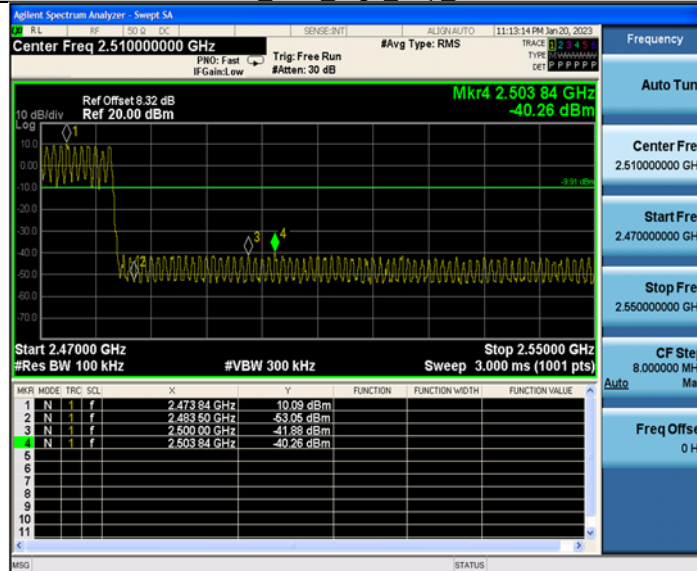 Agilent Spectrum Analyzer - Swept SA
RL RF 50 Ω DC SENSE:INT ALIGN AUTO 11:13:14 PM Jan 20, 2023
Center Freq 2.510000000 GHz #Avg Type: RMS TRACE 1 2 3 4 5 6
PNO: Fast Trig: Free Run TYPE
IFGain:Low #Atten: 30 dB DET P P P P P P
Mkr4 2.503 84 GHz
-40.26 dBm
Ref Offset 8.32 dB
10 dB/div Ref 20.00 dBm
Log
1
10.0
0.00
-9.91 dBm
-10.0
-20.0
-30.0
3 4
-40.0
2
-50.0
-60.0
-70.0
Start 2.47000 GHz Stop 2.55000 GHz
#Res BW 100 kHz #VBW 300 kHz Sweep 3.000 ms (1001 pts)
MKR MODE TRC SCL X Y FUNCTION FUNCTION WIDTH FUNCTION VALUE
1 N 1 f 2.473 84 GHz 10.09 dBm
2 N 1 f 2.483 50 GHz -53.05 dBm
3 N 1 f 2.500 00 GHz -41.88 dBm
4 N 1 f 2.503 84 GHz -40.26 dBm
5
6
7
8
9
10
11
MSG STATUS
Frequency
Auto Tun
Center Fre
2.510000000 GH
Start Fre
2.470000000 GH
Stop Fre
2.550000000 GH
CF Ste
8.000000 MH
Auto Ma
Freq Offse
0 H